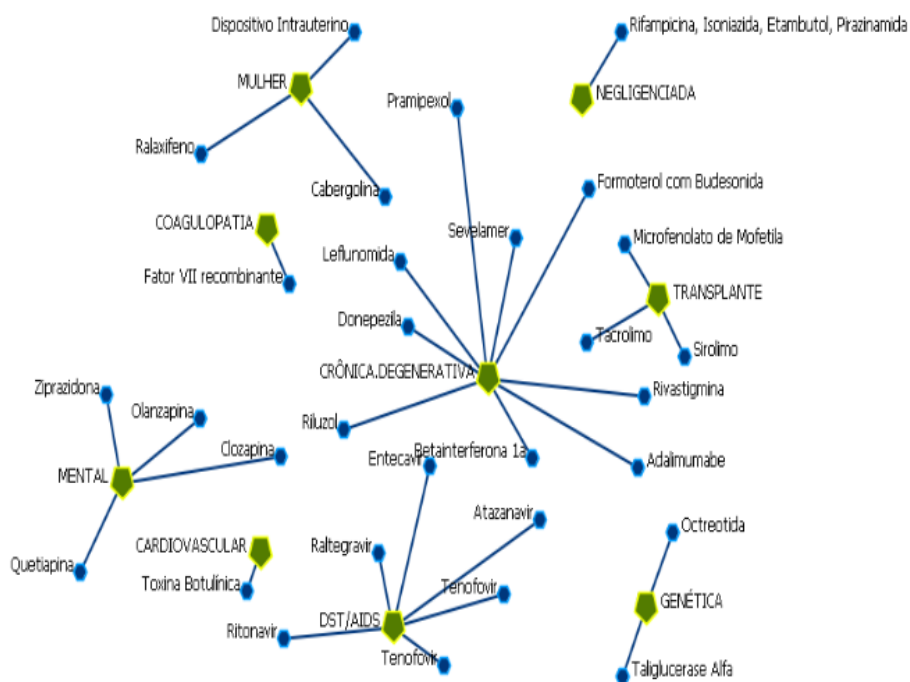 Dispositivo Intrauterino
Rifampicina, Isoniazida, Etambutol, Pirazinamida
MULHER
NEGLIGENCIADA
Pramipexol
Ralaxifeno
Cabergolina
Formoterol com Budesonida
COAGULOPATIA
Sevelamer
Microfenolato de Mofetila
Leflunomida
Fator VII recombinante
TRANSPLANTE
Donepezila
Tacrolimo
Sirolimo
CRÔNICA.DEGENERATIVA
Ziprazidona
Rivastigmina
Olanzapina
Riluzol
Clozapina
Betainterferona 1a
Entecavir
Adalimumabe
MENTAL
Atazanavir
Octreotida
CARDIOVASCULAR
Raltegravir
Quetiapina
Toxina Botulínica
Tenofovir
GENÉTICA
DST/AIDS
Ritonavir
Tenofovir
Taliglucerase Alfa